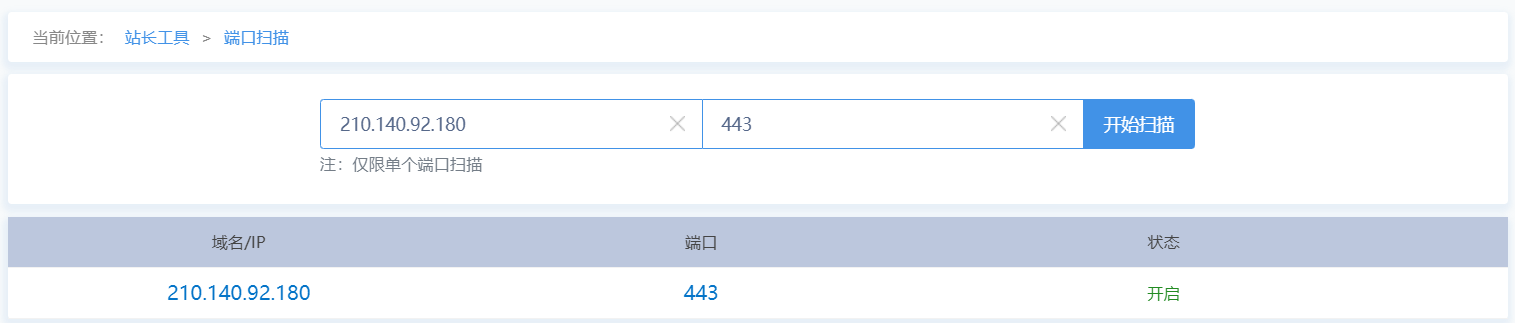 当前位置： 站长工具 > 端口扫描
210.140.92.180 443 开始扫描
注：仅限单个端口扫描
域名/IP 端口 状态
210.140.92.180 443 开启